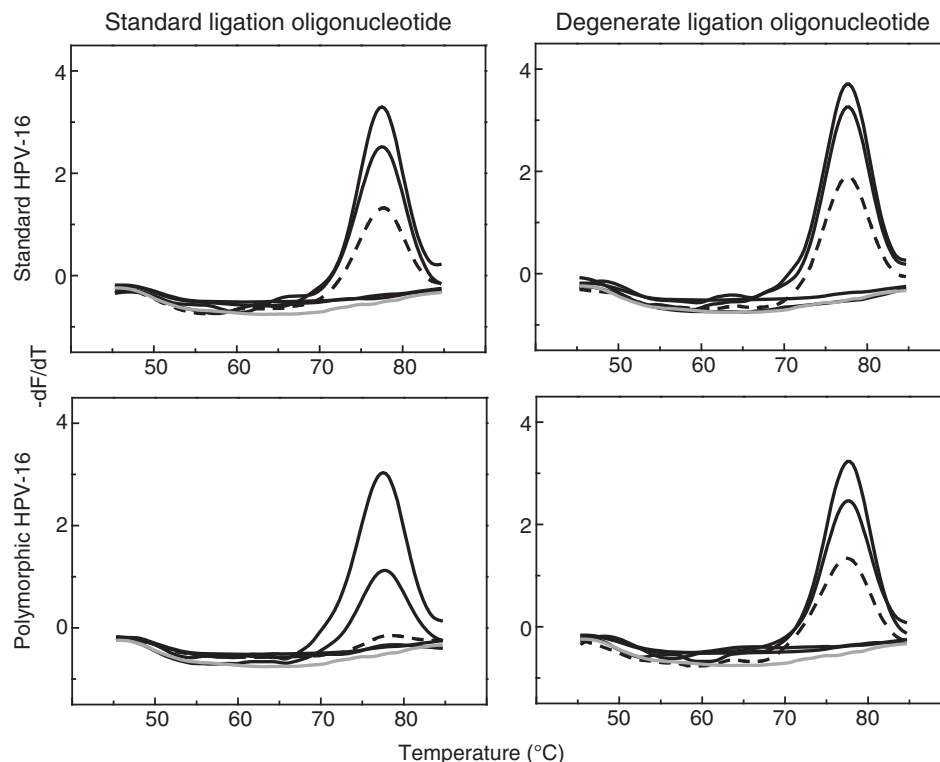 Standard ligation oligonucleotide
Degenerate ligation oligonucleotide
Standard HPV-16
4
2
0
50 60 70 80
4
2
0
50 60 70 80
-dF/dT
Polymorphic HPV-16
4
2
0
50 60 70 80
4
2
0
50 60 70 80
Temperature (°C)